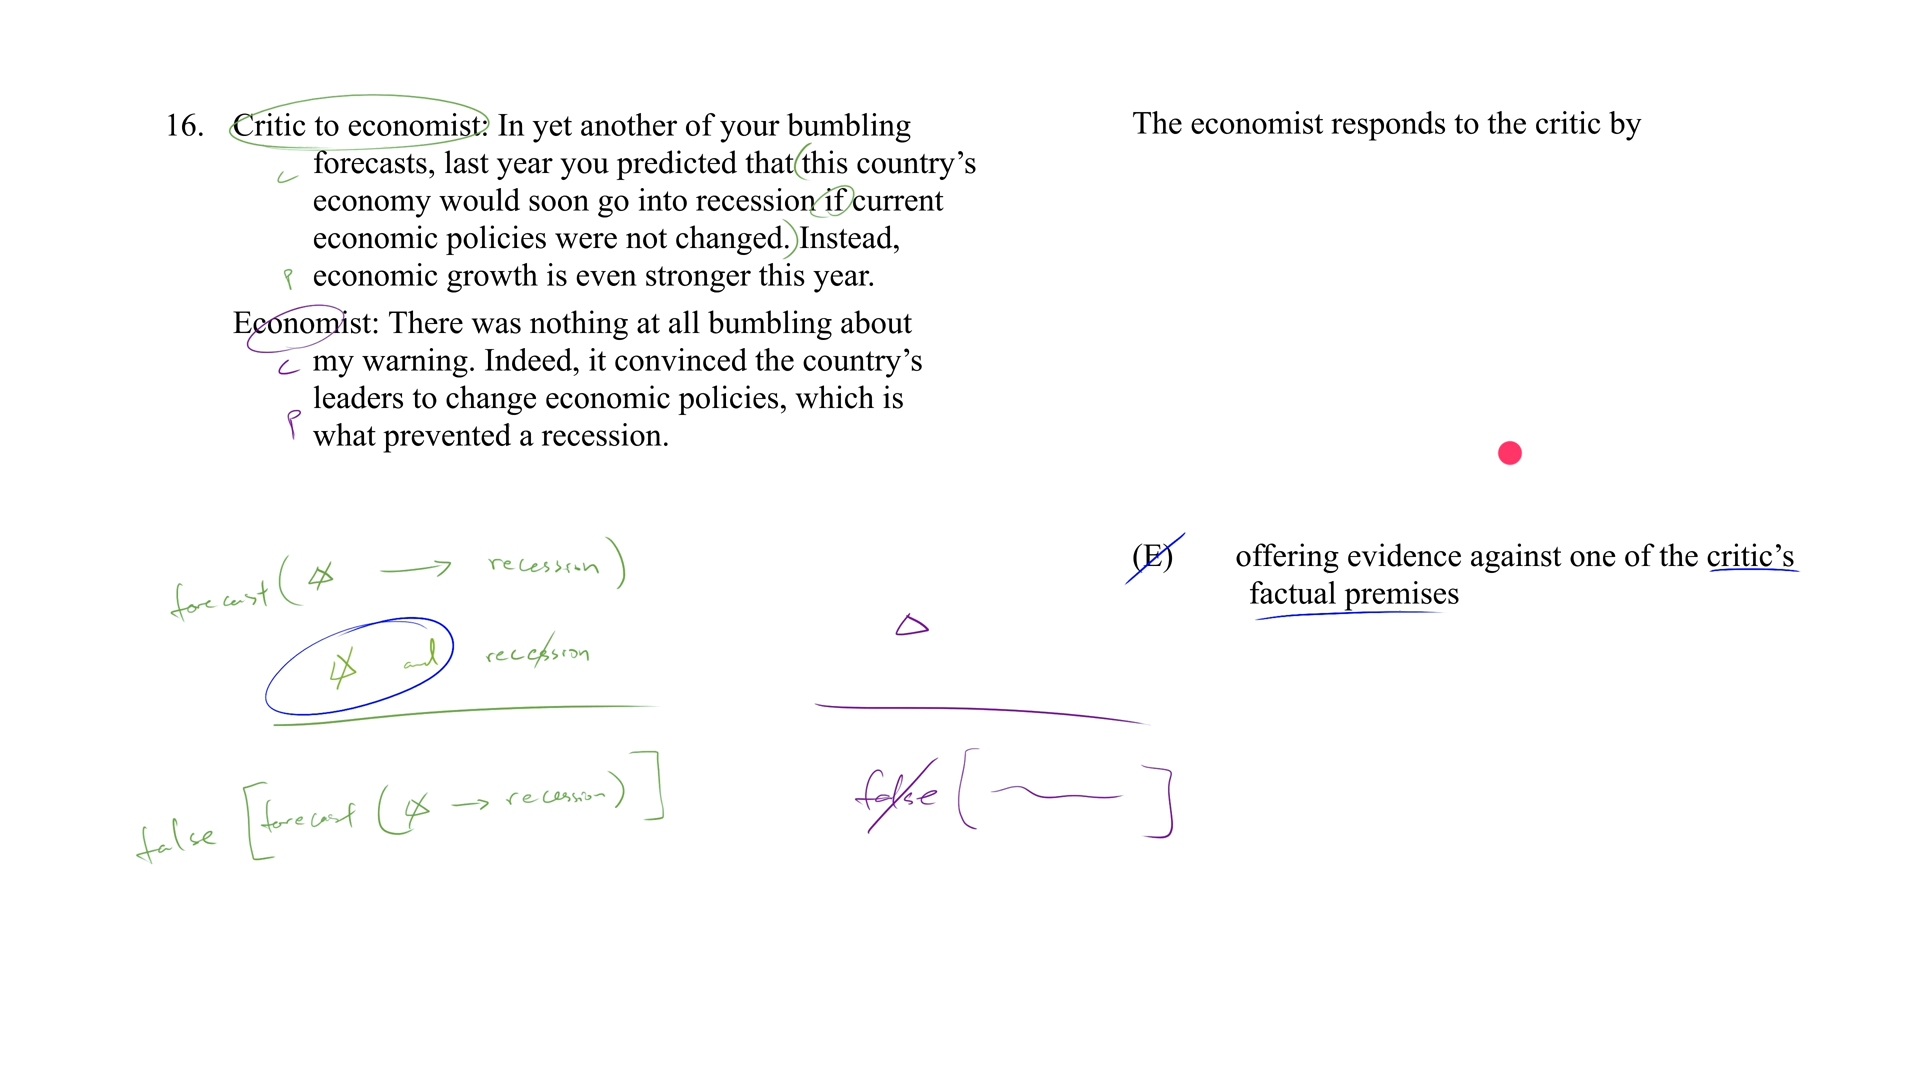 16. Critic to economist: In yet another of your bumbling
forecasts, last year you predicted that this country's
economy would soon go into recession if current
economic policies were not changed. Instead,
economic growth is even stronger this year.
Economist: There was nothing at all bumbling about
my warning. Indeed, it convinced the country's
leaders to change economic policies, which is
what prevented a recession.
The economist responds to the critic by
(E) offering evidence against one of the critic's
factual premises
C
P
C
P
forecast (Δ → recession)
Δ and recession
false [forecast (Δ → recession)]
Δ
false [ ]